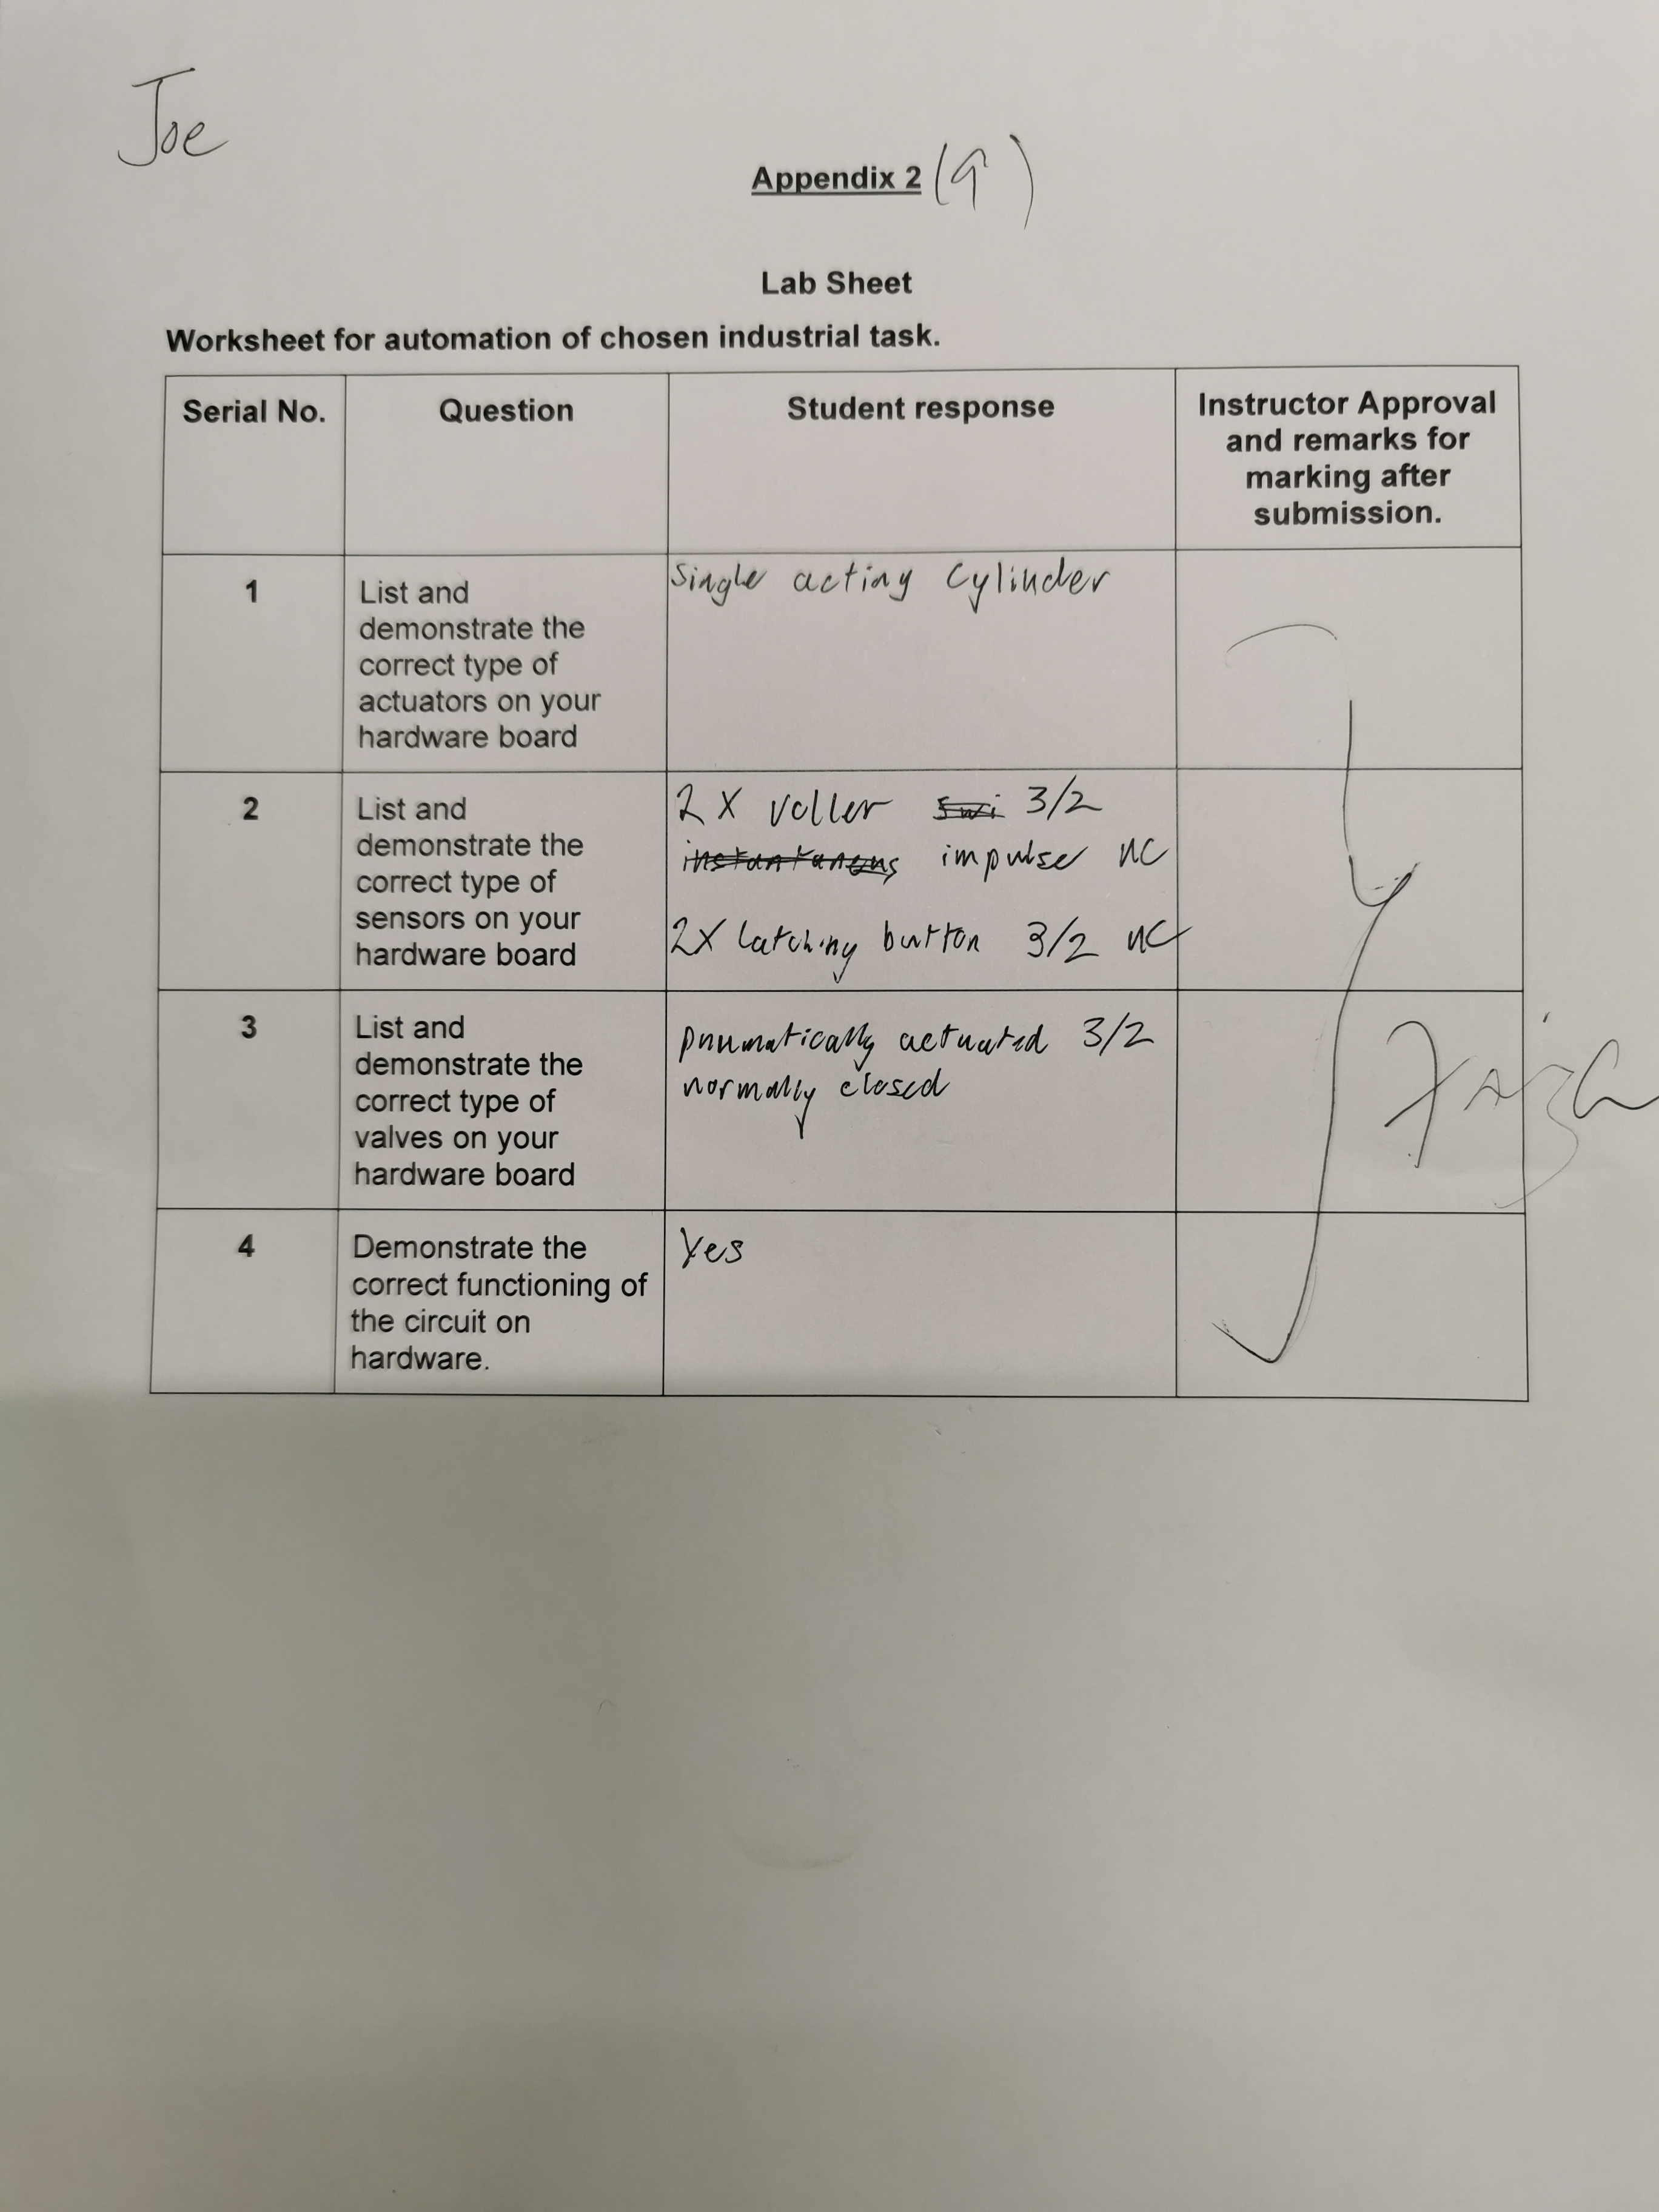 Joe
Appendix 2 (9)
Lab Sheet
Worksheet for automation of chosen industrial task.
Serial No. Question Student response Instructor Approval
and remarks for
marking after
submission.
1 List and Single acting Cylinder
demonstrate the
correct type of
actuators on your
hardware board
2 List and 2 X roller 3/2
demonstrate the impulse NC
correct type of
sensors on your 2X latching button 3/2 NC
hardware board
3 List and pnumatically actuated 3/2
demonstrate the normally closed
correct type of
valves on your
hardware board
4 Demonstrate the Yes
correct functioning of
the circuit on
hardware.